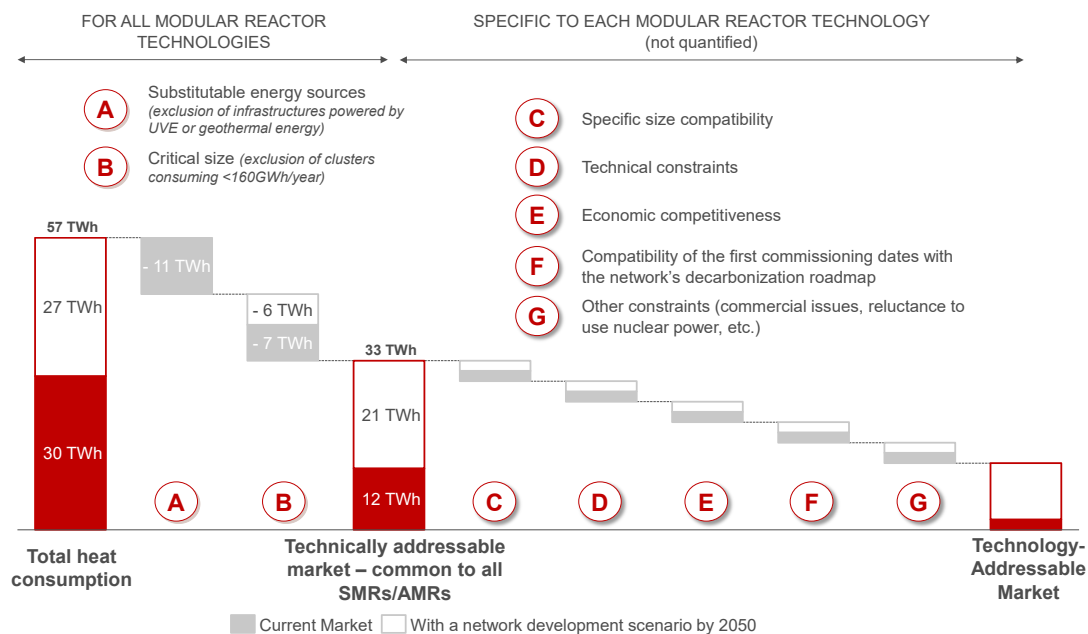 FOR ALL MODULAR REACTOR
TECHNOLOGIES
SPECIFIC TO EACH MODULAR REACTOR TECHNOLOGY
(not quantified)
A
Substitutable energy sources
(exclusion of infrastructures powered by
UVE or geothermal energy)
B
Critical size (exclusion of clusters
consuming <160GWh/year)
C
Specific size compatibility
D
Technical constraints
E
Economic competitiveness
F
Compatibility of the first commissioning dates with
the network's decarbonization roadmap
G
Other constraints (commercial issues, reluctance to
use nuclear power, etc.)
57 TWh
27 TWh
30 TWh
- 11 TWh
- 6 TWh
- 7 TWh
33 TWh
21 TWh
12 TWh
A
B
C
D
E
F
G
Total heat
consumption
Technically addressable
market – common to all
SMRs/AMRs
Technology-
Addressable
Market
Current Market
With a network development scenario by 2050